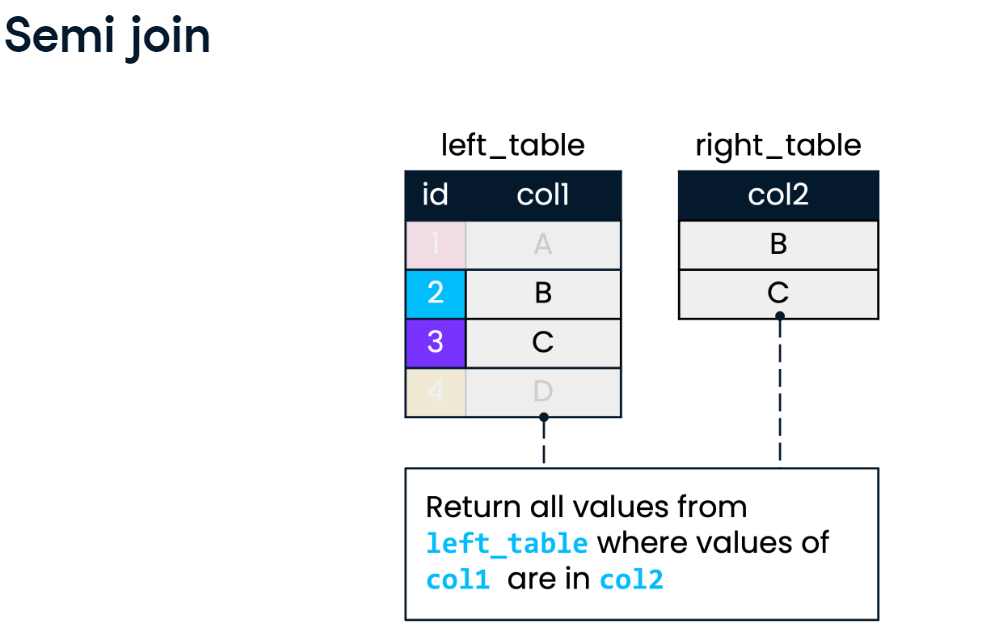 Semi join
left_table
right_table
id col1
col2
1 A
B
2 B
C
3 C
4 D
Return all values from
left_table where values of
col1 are in col2